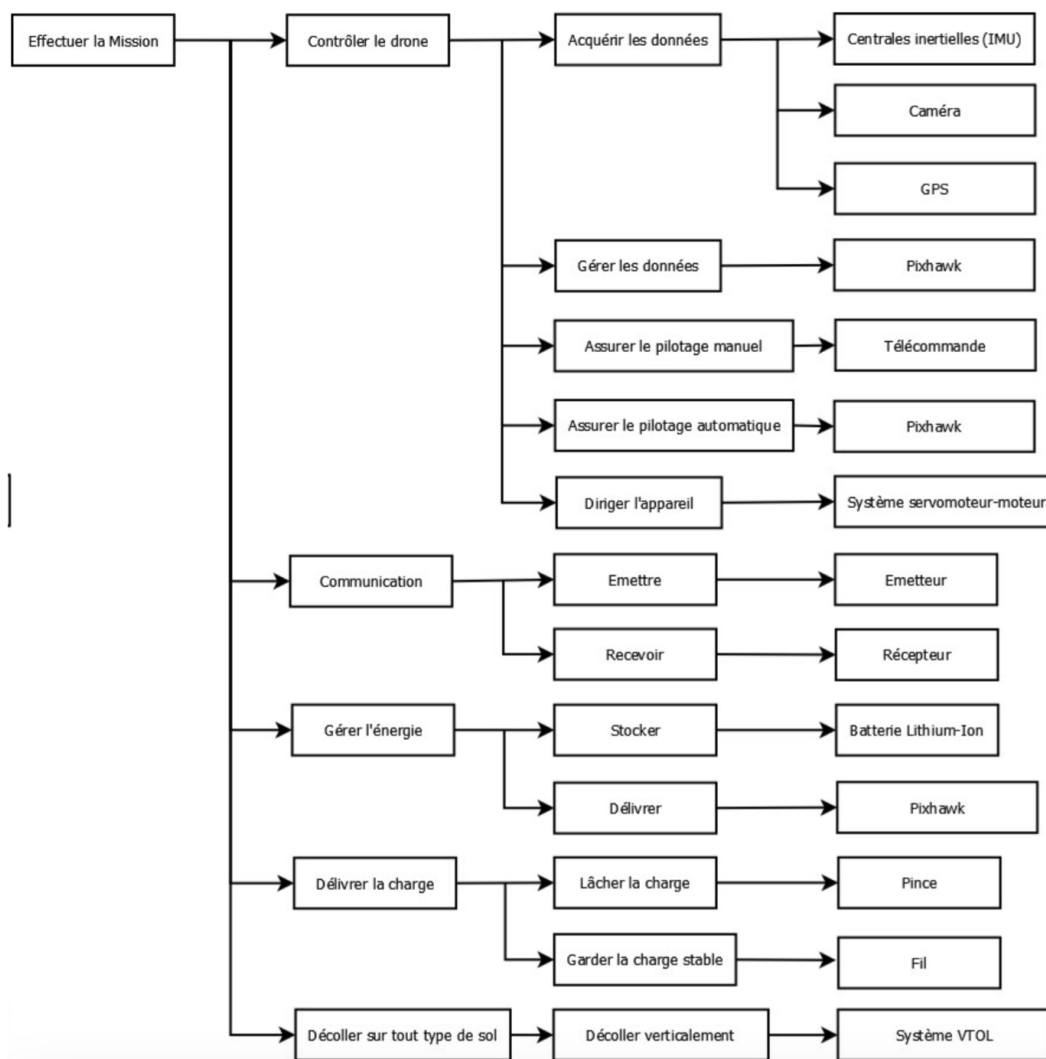 Effectuer la Mission
Contrôler le drone
Acquérir les données
Centrales inertielles (IMU)
Caméra
GPS
Gérer les données
Pixhawk
Assurer le pilotage manuel
Télécommande
Assurer le pilotage automatique
Pixhawk
Diriger l'appareil
Système servomoteur-moteur
Communication
Emettre
Emetteur
Recevoir
Récepteur
Gérer l'énergie
Stocker
Batterie Lithium-Ion
Délivrer
Pixhawk
Délivrer la charge
Lâcher la charge
Pince
Garder la charge stable
Fil
Décoller sur tout type de sol
Décoller verticalement
Système VTOL